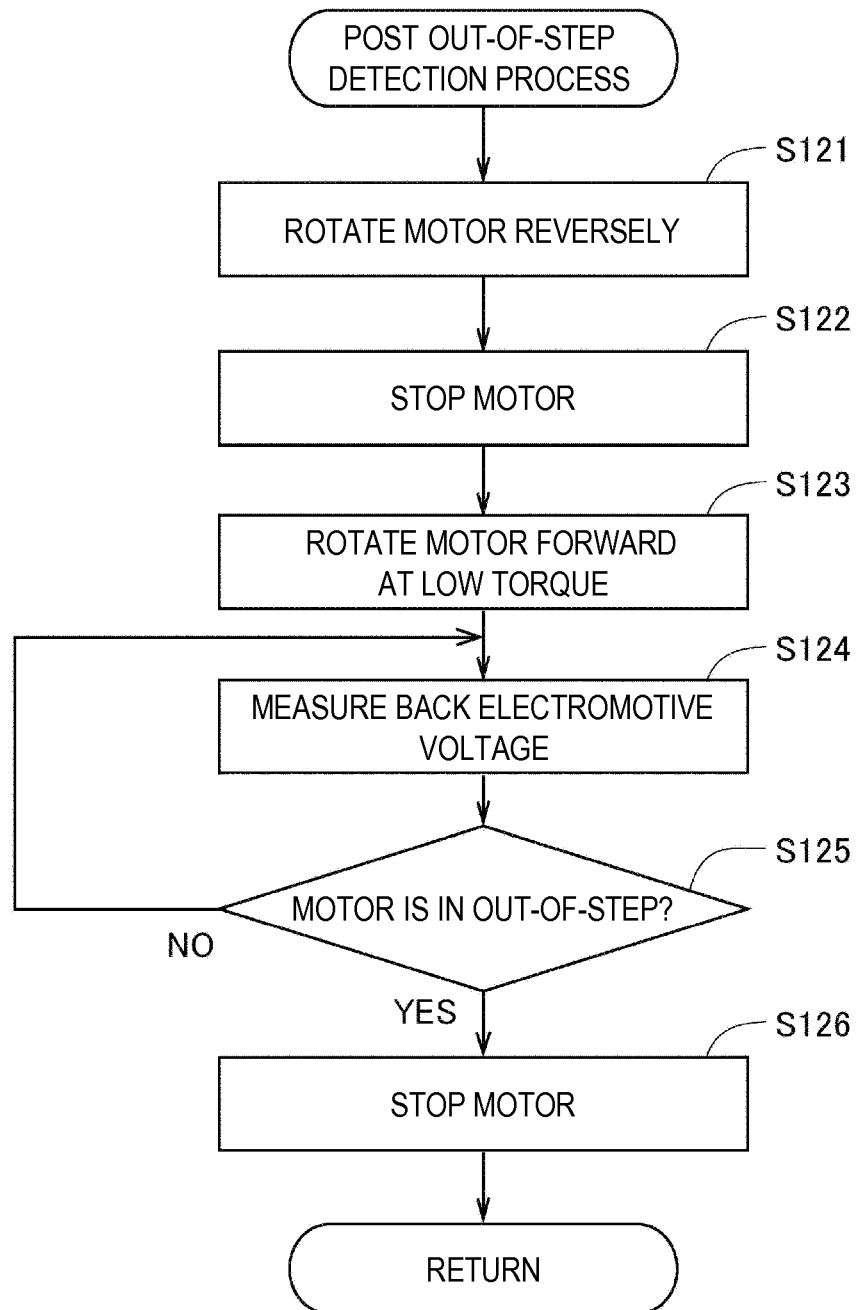 POST OUT-OF-STEP
DETECTION PROCESS
S121
ROTATE MOTOR REVERSELY
S122
STOP MOTOR
S123
ROTATE MOTOR FORWARD
AT LOW TORQUE
S124
MEASURE BACK ELECTROMOTIVE
VOLTAGE
S125
MOTOR IS IN OUT-OF-STEP?
NO
YES
S126
STOP MOTOR
RETURN